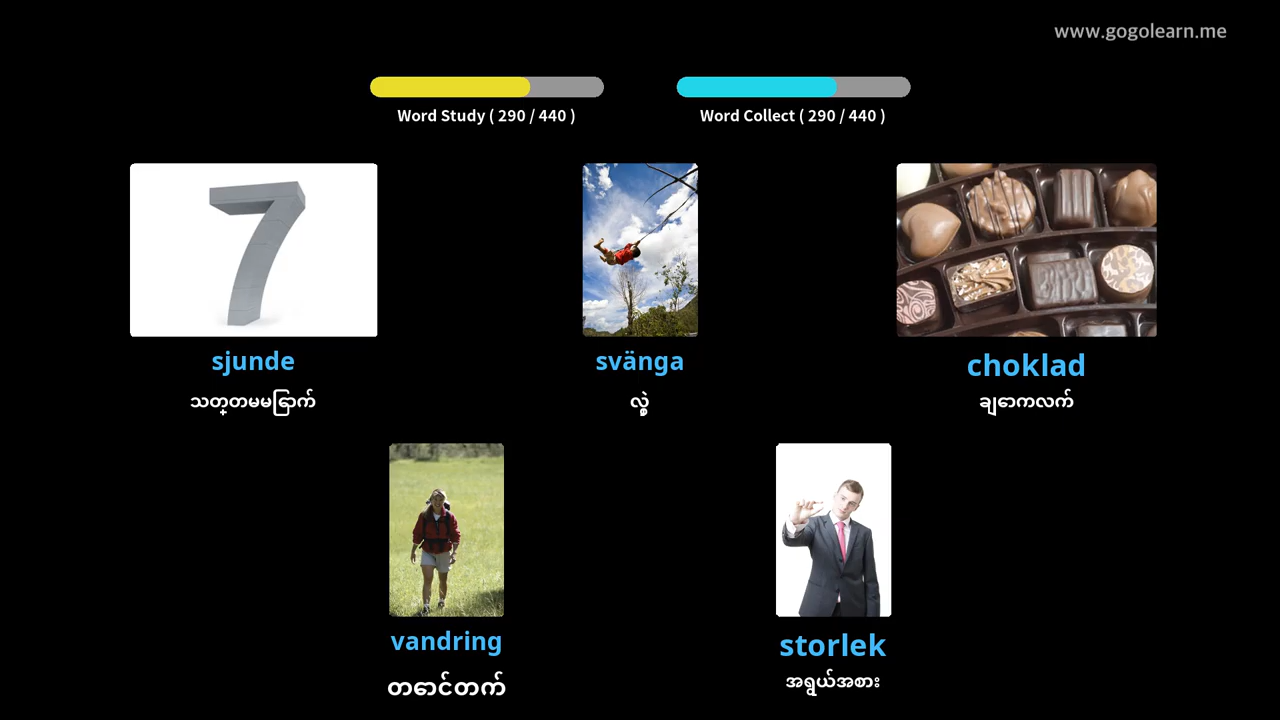 www.gogolearn.me
Word Study ( 290 / 440 )
Word Collect ( 290 / 440 )
7
sjunde
svänga
choklad
သတ္တမမြောက်
လွှဲ
ချောကလက်
vandring
storlek
တောင်တက်
အရွယ်အစား